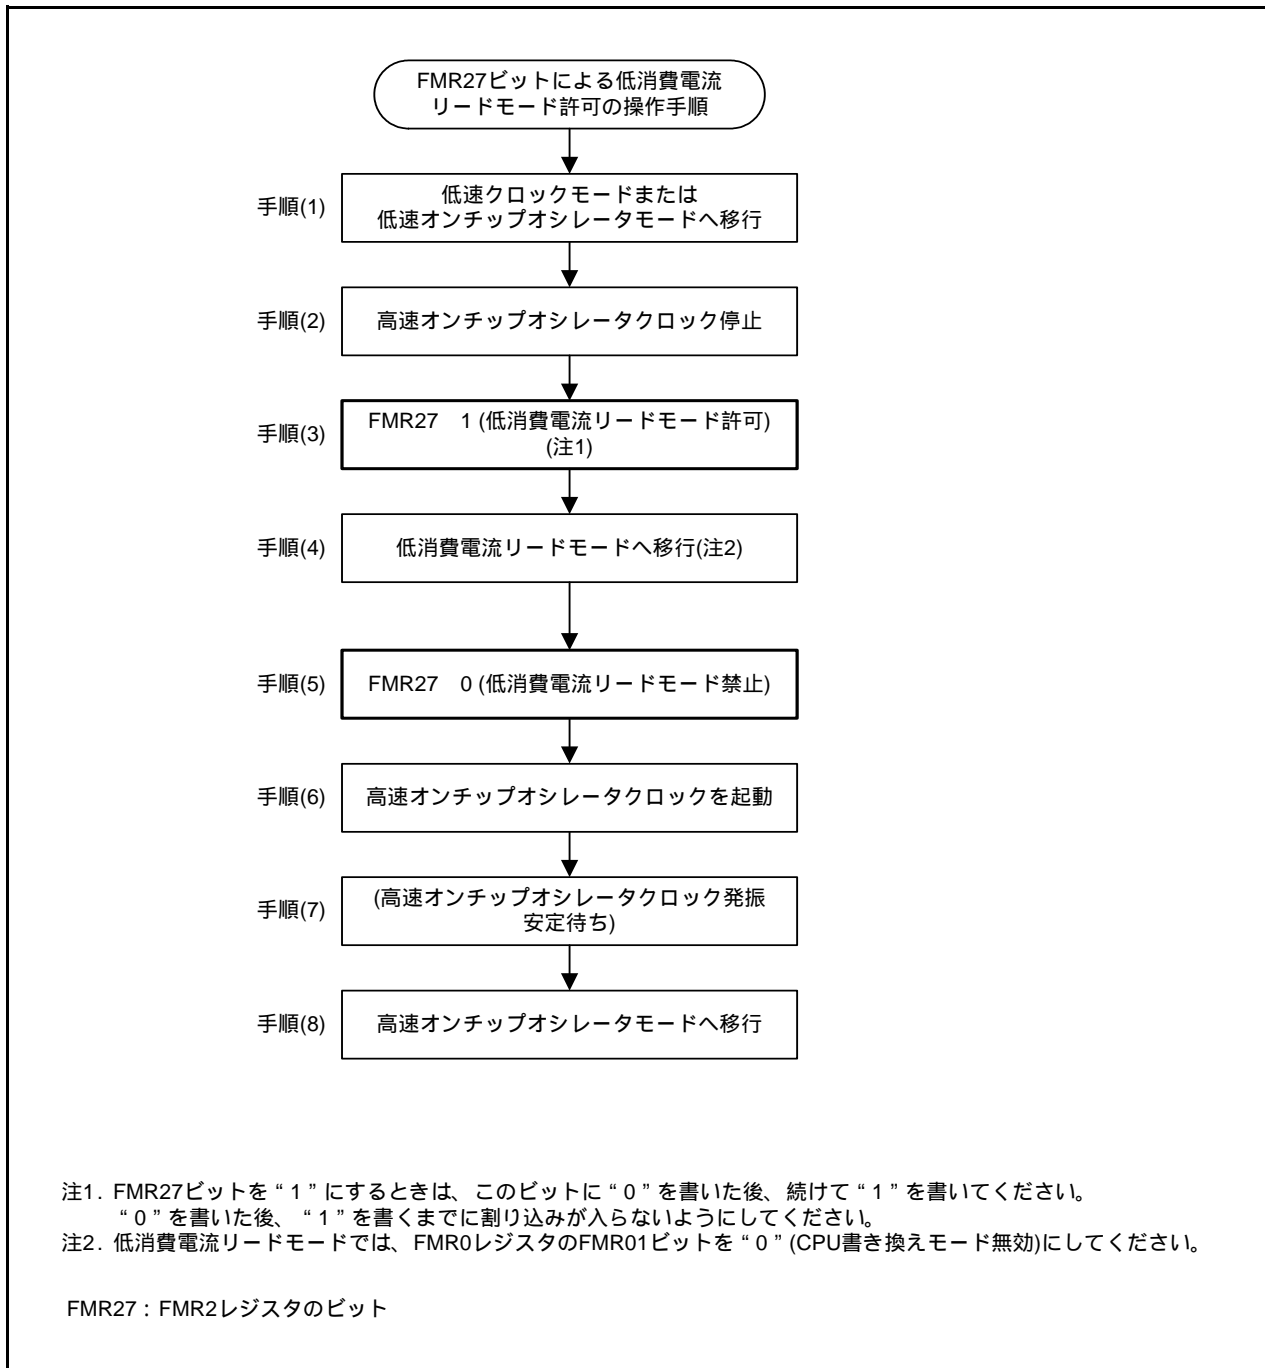 FMR27ビットによる低消費電流
リードモード許可の操作手順
手順(1)
低速クロックモードまたは
低速オンチップオシレータモードへ移行
手順(2)
高速オンチップオシレータクロック停止
手順(3)
FMR27　1 (低消費電流リードモード許可)
(注1)
手順(4)
低消費電流リードモードへ移行(注2)
手順(5)
FMR27　0 (低消費電流リードモード禁止)
手順(6)
高速オンチップオシレータクロックを起動
手順(7)
(高速オンチップオシレータクロック発振
安定待ち)
手順(8)
高速オンチップオシレータモードへ移行
注1. FMR27ビットを“1”にするときは、このビットに“0”を書いた後、続けて“1”を書いてください。
“0”を書いた後、“1”を書くまでに割り込みが入らないようにしてください。
注2. 低消費電流リードモードでは、FMR0レジスタのFMR01ビットを“0”(CPU書き換えモード無効)にしてください。
FMR27 : FMR2レジスタのビット